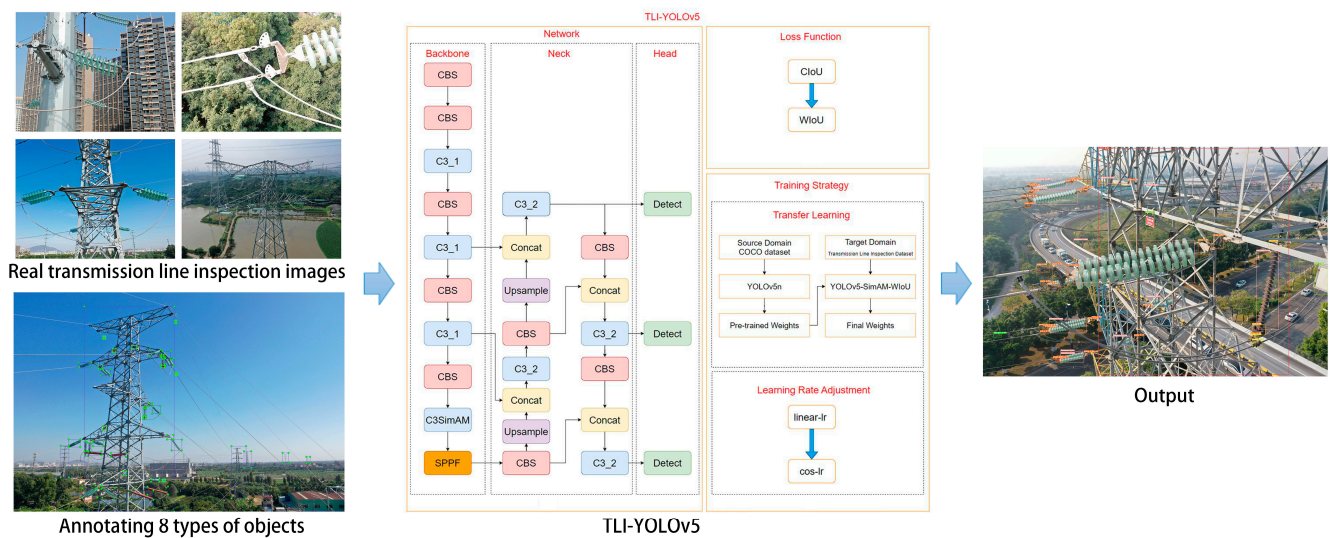 Real transmission line inspection images
Annotating 8 types of objects
TLI-YOLOv5
Network
Backbone
Neck
Head
CBS
CBS
C3_1
CBS
C3_1
CBS
C3_1
CBS
C3SimAM
SPPF
C3_2
Concat
Upsample
CBS
C3_2
Concat
Upsample
CBS
CBS
Concat
C3_2
CBS
Concat
C3_2
Detect
Detect
Detect
Loss Function
CIoU
WIoU
Training Strategy
Transfer Learning
Source Domain
COCO dataset
YOLOv5n
Pre-trained Weights
Target Domain
Transmission Line Inspection Dataset
YOLOv5-SimAM-WIoU
Final Weights
Learning Rate Adjustment
linear-lr
cos-lr
TLI-YOLOv5
Output